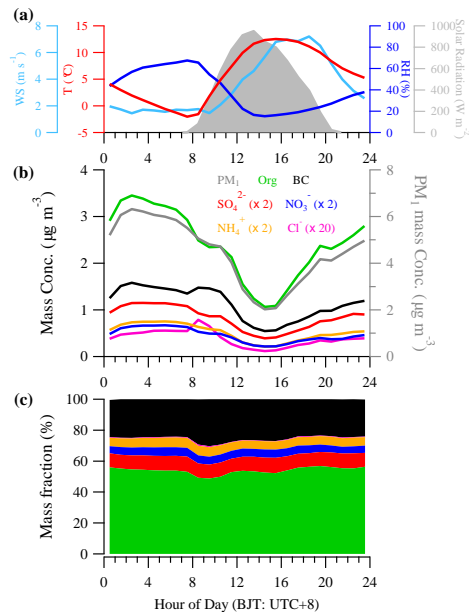 (a)
WS (m s-1)
8
6
4
2
0
T (℃)
15
10
5
0
-5
100
80
60
40
20
0
RH (%)
1000
800
600
400
200
0
Solar Radiation (W m-2)
0 4 8 12 16 20 24
(b)
Mass Conc. (µg m-3)
4
3
2
1
0
PM1 Org BC
SO42- (x 2) NO3- (x 2)
NH4+ (x 2) Cl- (x 20)
8
6
4
2
0
PM1 mass Conc. (µg m-3)
0 4 8 12 16 20 24
(c)
Mass fraction (%)
100
80
60
40
20
0
0 4 8 12 16 20 24
Hour of Day (BJT: UTC+8)